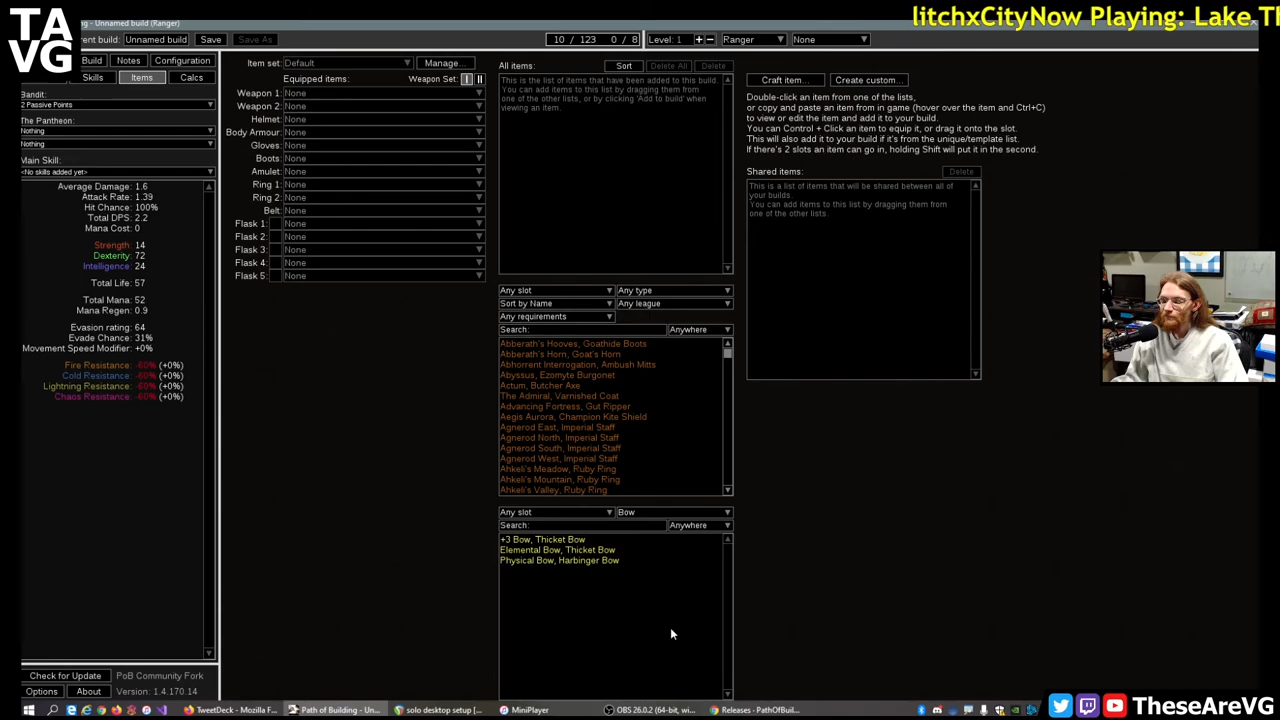 litchxCityNow Playing: Lake Th
TA
VG
ng - Unnamed build (Ranger)
ent build: Unnamed build Save Save As 10 / 123 0 / 8 Level: 1 + - Ranger None
Build Notes Configuration
Skills Items Calcs
Bandit:
2 Passive Points
The Pantheon:
Nothing
Nothing
Main Skill:
<No skills added yet>
Average Damage: 1.6
Attack Rate: 1.39
Hit Chance: 100%
Total DPS: 2.2
Mana Cost: 0
Strength: 14
Dexterity: 72
Intelligence: 24
Total Life: 57
Total Mana: 52
Mana Regen: 0.9
Evasion rating: 64
Evade Chance: 31%
Movement Speed Modifier: +0%
Fire Resistance: -60% (+0%)
Cold Resistance: -60% (+0%)
Lightning Resistance: -60% (+0%)
Chaos Resistance: -60% (+0%)
Check for Update PoB Community Fork
Options About Version: 1.4.170.14
Item set: Default Manage...
Equipped items: Weapon Set: I II
Weapon 1: None
Weapon 2: None
Helmet: None
Body Armour: None
Gloves: None
Boots: None
Amulet: None
Ring 1: None
Ring 2: None
Belt: None
Flask 1: None
Flask 2: None
Flask 3: None
Flask 4: None
Flask 5: None
All items: Sort Delete All Delete
This is the list of items that have been added to this build.
You can add items to this list by dragging them from
one of the other lists, or by clicking 'Add to build' when
viewing an item.
Any slot Any type
Sort by Name Any league
Any requirements
Search: Anywhere
Abberath's Hooves, Goathide Boots
Abberath's Horn, Goat's Horn
Abhorrent Interrogation, Ambush Mitts
Abyssus, Ezomyte Burgonet
Actum, Butcher Axe
The Admiral, Varnished Coat
Advancing Fortress, Gut Ripper
Aegis Aurora, Champion Kite Shield
Agnerod East, Imperial Staff
Agnerod North, Imperial Staff
Agnerod South, Imperial Staff
Agnerod West, Imperial Staff
Ahkeli's Meadow, Ruby Ring
Ahkeli's Mountain, Ruby Ring
Ahkeli's Valley, Ruby Ring
Any slot Bow
Search: Anywhere
+3 Bow, Thicket Bow
Elemental Bow, Thicket Bow
Physical Bow, Harbinger Bow
Craft item... Create custom...
Double-click an item from one of the lists,
or copy and paste an item from in game (hover over the item and Ctrl+C)
to view or edit the item and add it to your build.
You can Control + Click an item to equip it, or drag it onto the slot.
This will also add it to your build if it's from the unique/template list.
If there's 2 slots an item can go in, holding Shift will put it in the second.
Shared items: Delete
This is a list of items that will be shared between all of
your builds.
You can add items to this list by dragging them from
one of the other lists.
TweetDeck - Mozilla F... Path of Building - Un... solo desktop setup [... MiniPlayer OBS 26.0.2 (64-bit, wi... Releases - PathOfBuil...
TheseAreVG